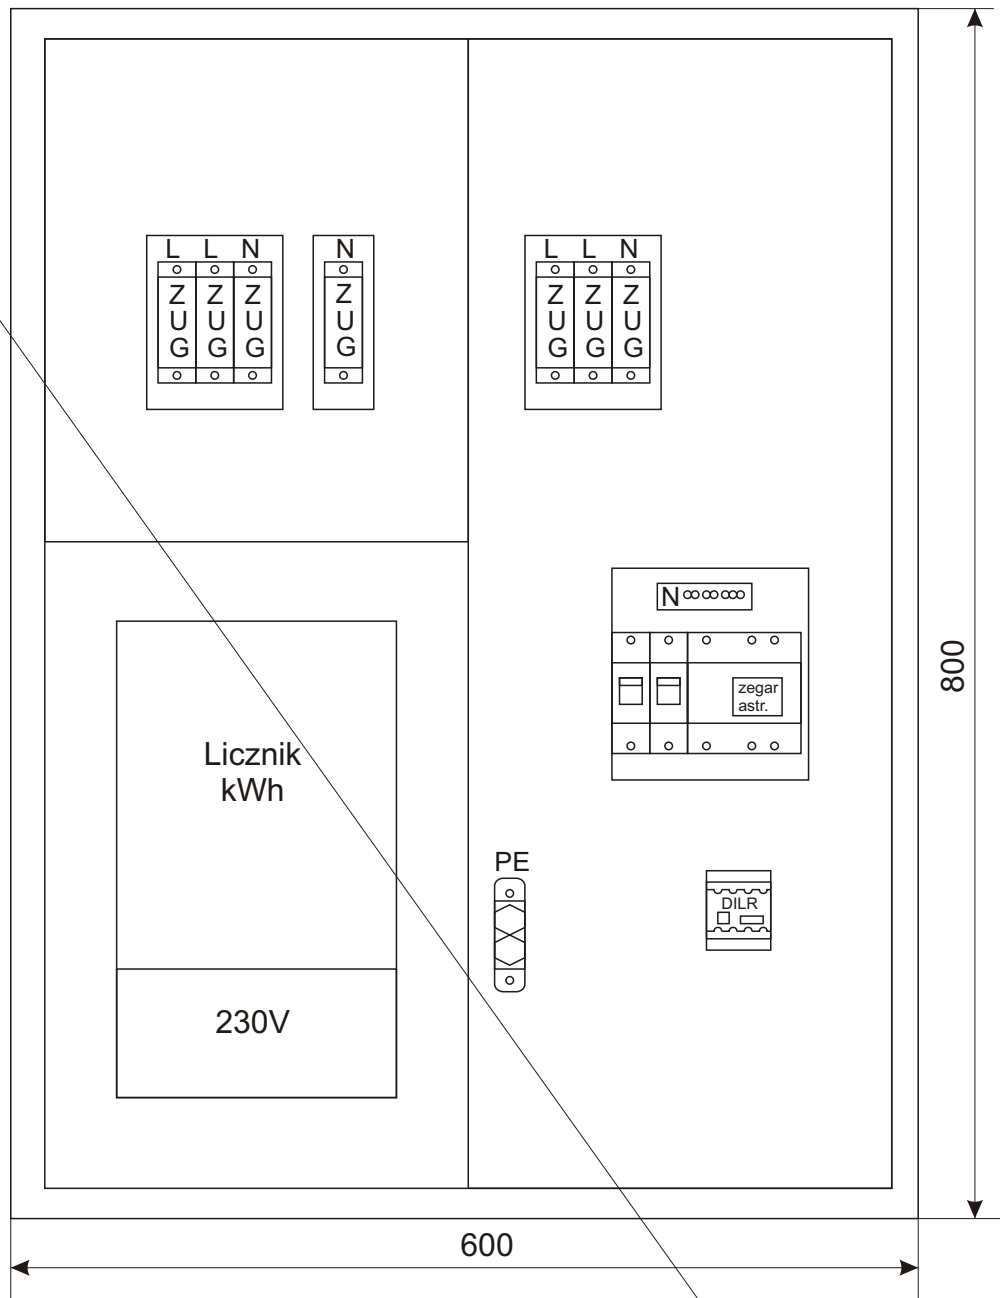 L L N
Z Z Z
U U U
G G G
N
Z
U
G
L L N
Z Z Z
U U U
G G G
N
zegar
astr.
Licznik
kWh
230V
PE
DILR
800
600